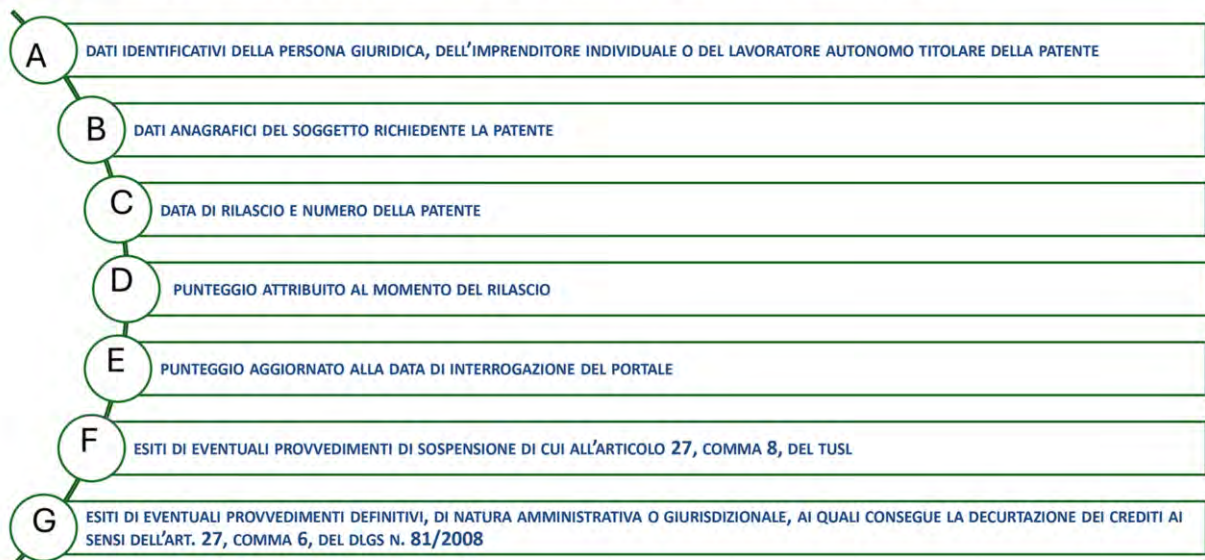 A
DATI IDENTIFICATIVI DELLA PERSONA GIURIDICA, DELL'IMPRENDITORE INDIVIDUALE O DEL LAVORATORE AUTONOMO TITOLARE DELLA PATENTE
B
DATI ANAGRAFICI DEL SOGGETTO RICHIEDENTE LA PATENTE
C
DATA DI RILASCIO E NUMERO DELLA PATENTE
D
PUNTEGGIO ATTRIBUITO AL MOMENTO DEL RILASCIO
E
PUNTEGGIO AGGIORNATO ALLA DATA DI INTERROGAZIONE DEL PORTALE
F
ESITI DI EVENTUALI PROVVEDIMENTI DI SOSPENSIONE DI CUI ALL'ARTICOLO 27, COMMA 8, DEL TUSL
G
ESITI DI EVENTUALI PROVVEDIMENTI DEFINITIVI, DI NATURA AMMINISTRATIVA O GIURISDIZIONALE, AI QUALI CONSEGUE LA DECURTAZIONE DEI CREDITI AI
SENSI DELL'ART. 27, COMMA 6, DEL DLGS N. 81/2008